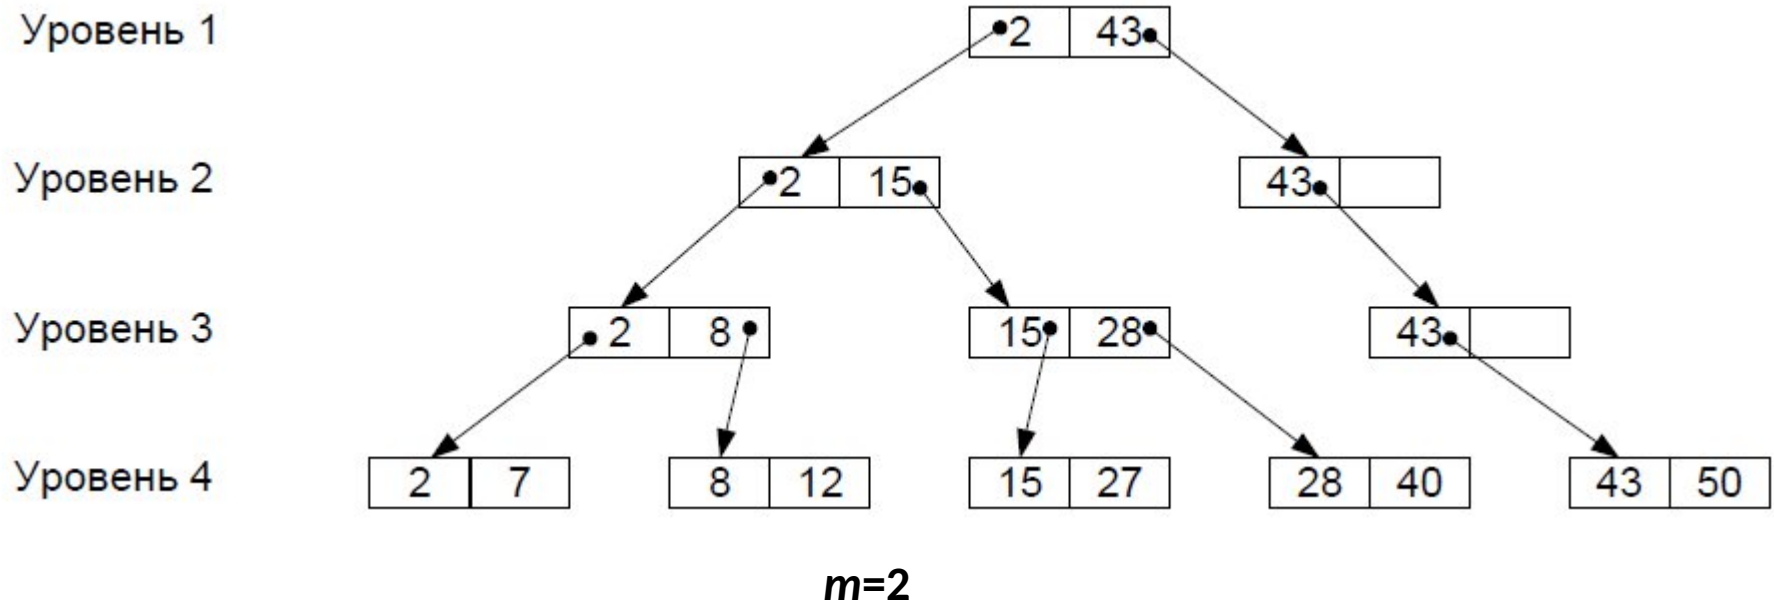 Уровень 1 2 43
Уровень 2 2 15 43
Уровень 3 2 8 15 28 43
Уровень 4 2 7 8 12 15 27 28 40 43 50
m=2